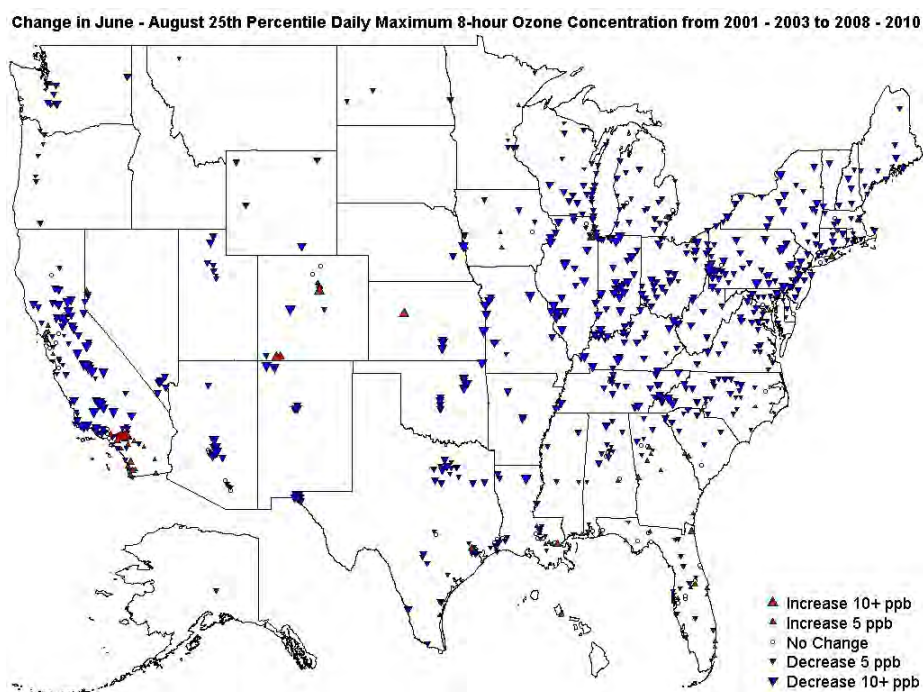 Change in June - August 25th Percentile Daily Maximum 8-hour Ozone Concentration from 2001 - 2003 to 2008 - 2010
Increase 10+ ppb
Increase 5 ppb
No Change
Decrease 5 ppb
Decrease 10+ ppb